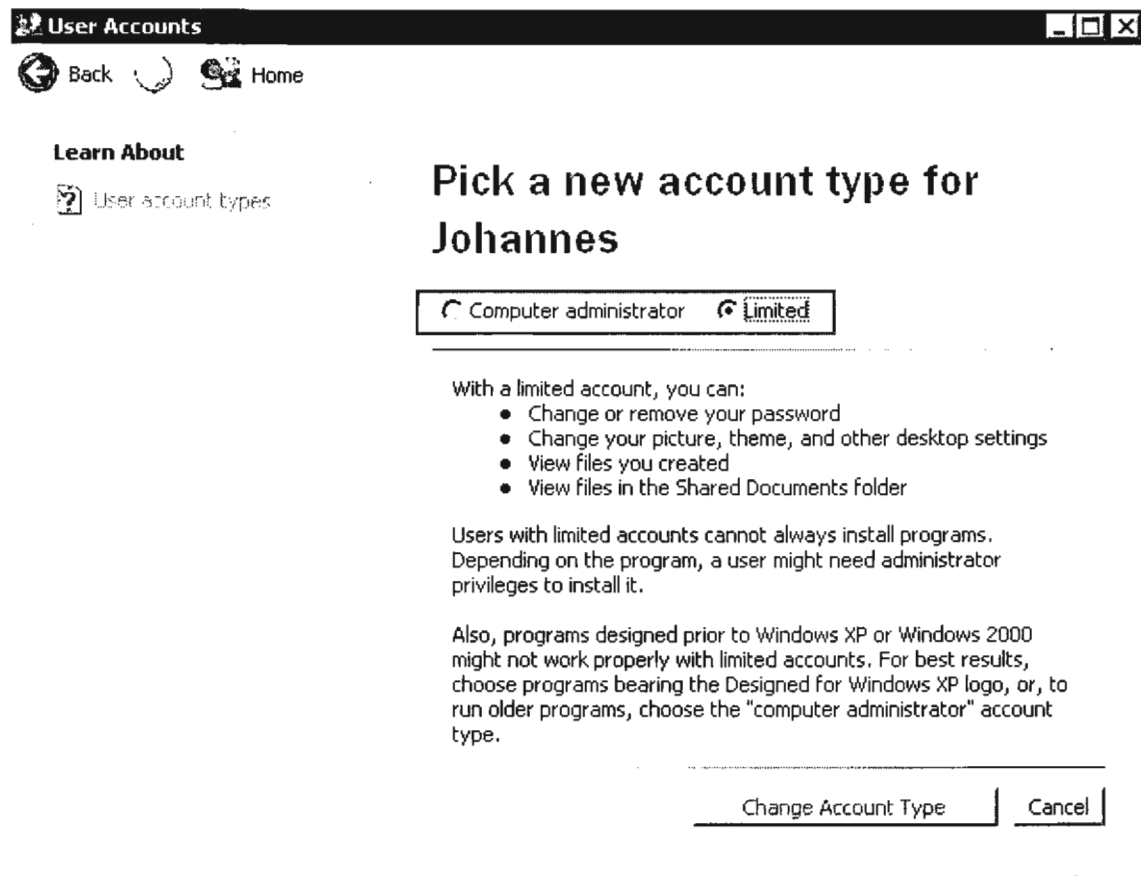 User Accounts
Back Home
Learn About
User account types
Pick a new account type for
Johannes
Computer administrator Limited
With a limited account, you can:
• Change or remove your password
• Change your picture, theme, and other desktop settings
• View files you created
• View files in the Shared Documents folder
Users with limited accounts cannot always install programs.
Depending on the program, a user might need administrator
privileges to install it.
Also, programs designed prior to Windows XP or Windows 2000
might not work properly with limited accounts. For best results,
choose programs bearing the Designed for Windows XP logo, or, to
run older programs, choose the "computer administrator" account
type.
Change Account Type Cancel